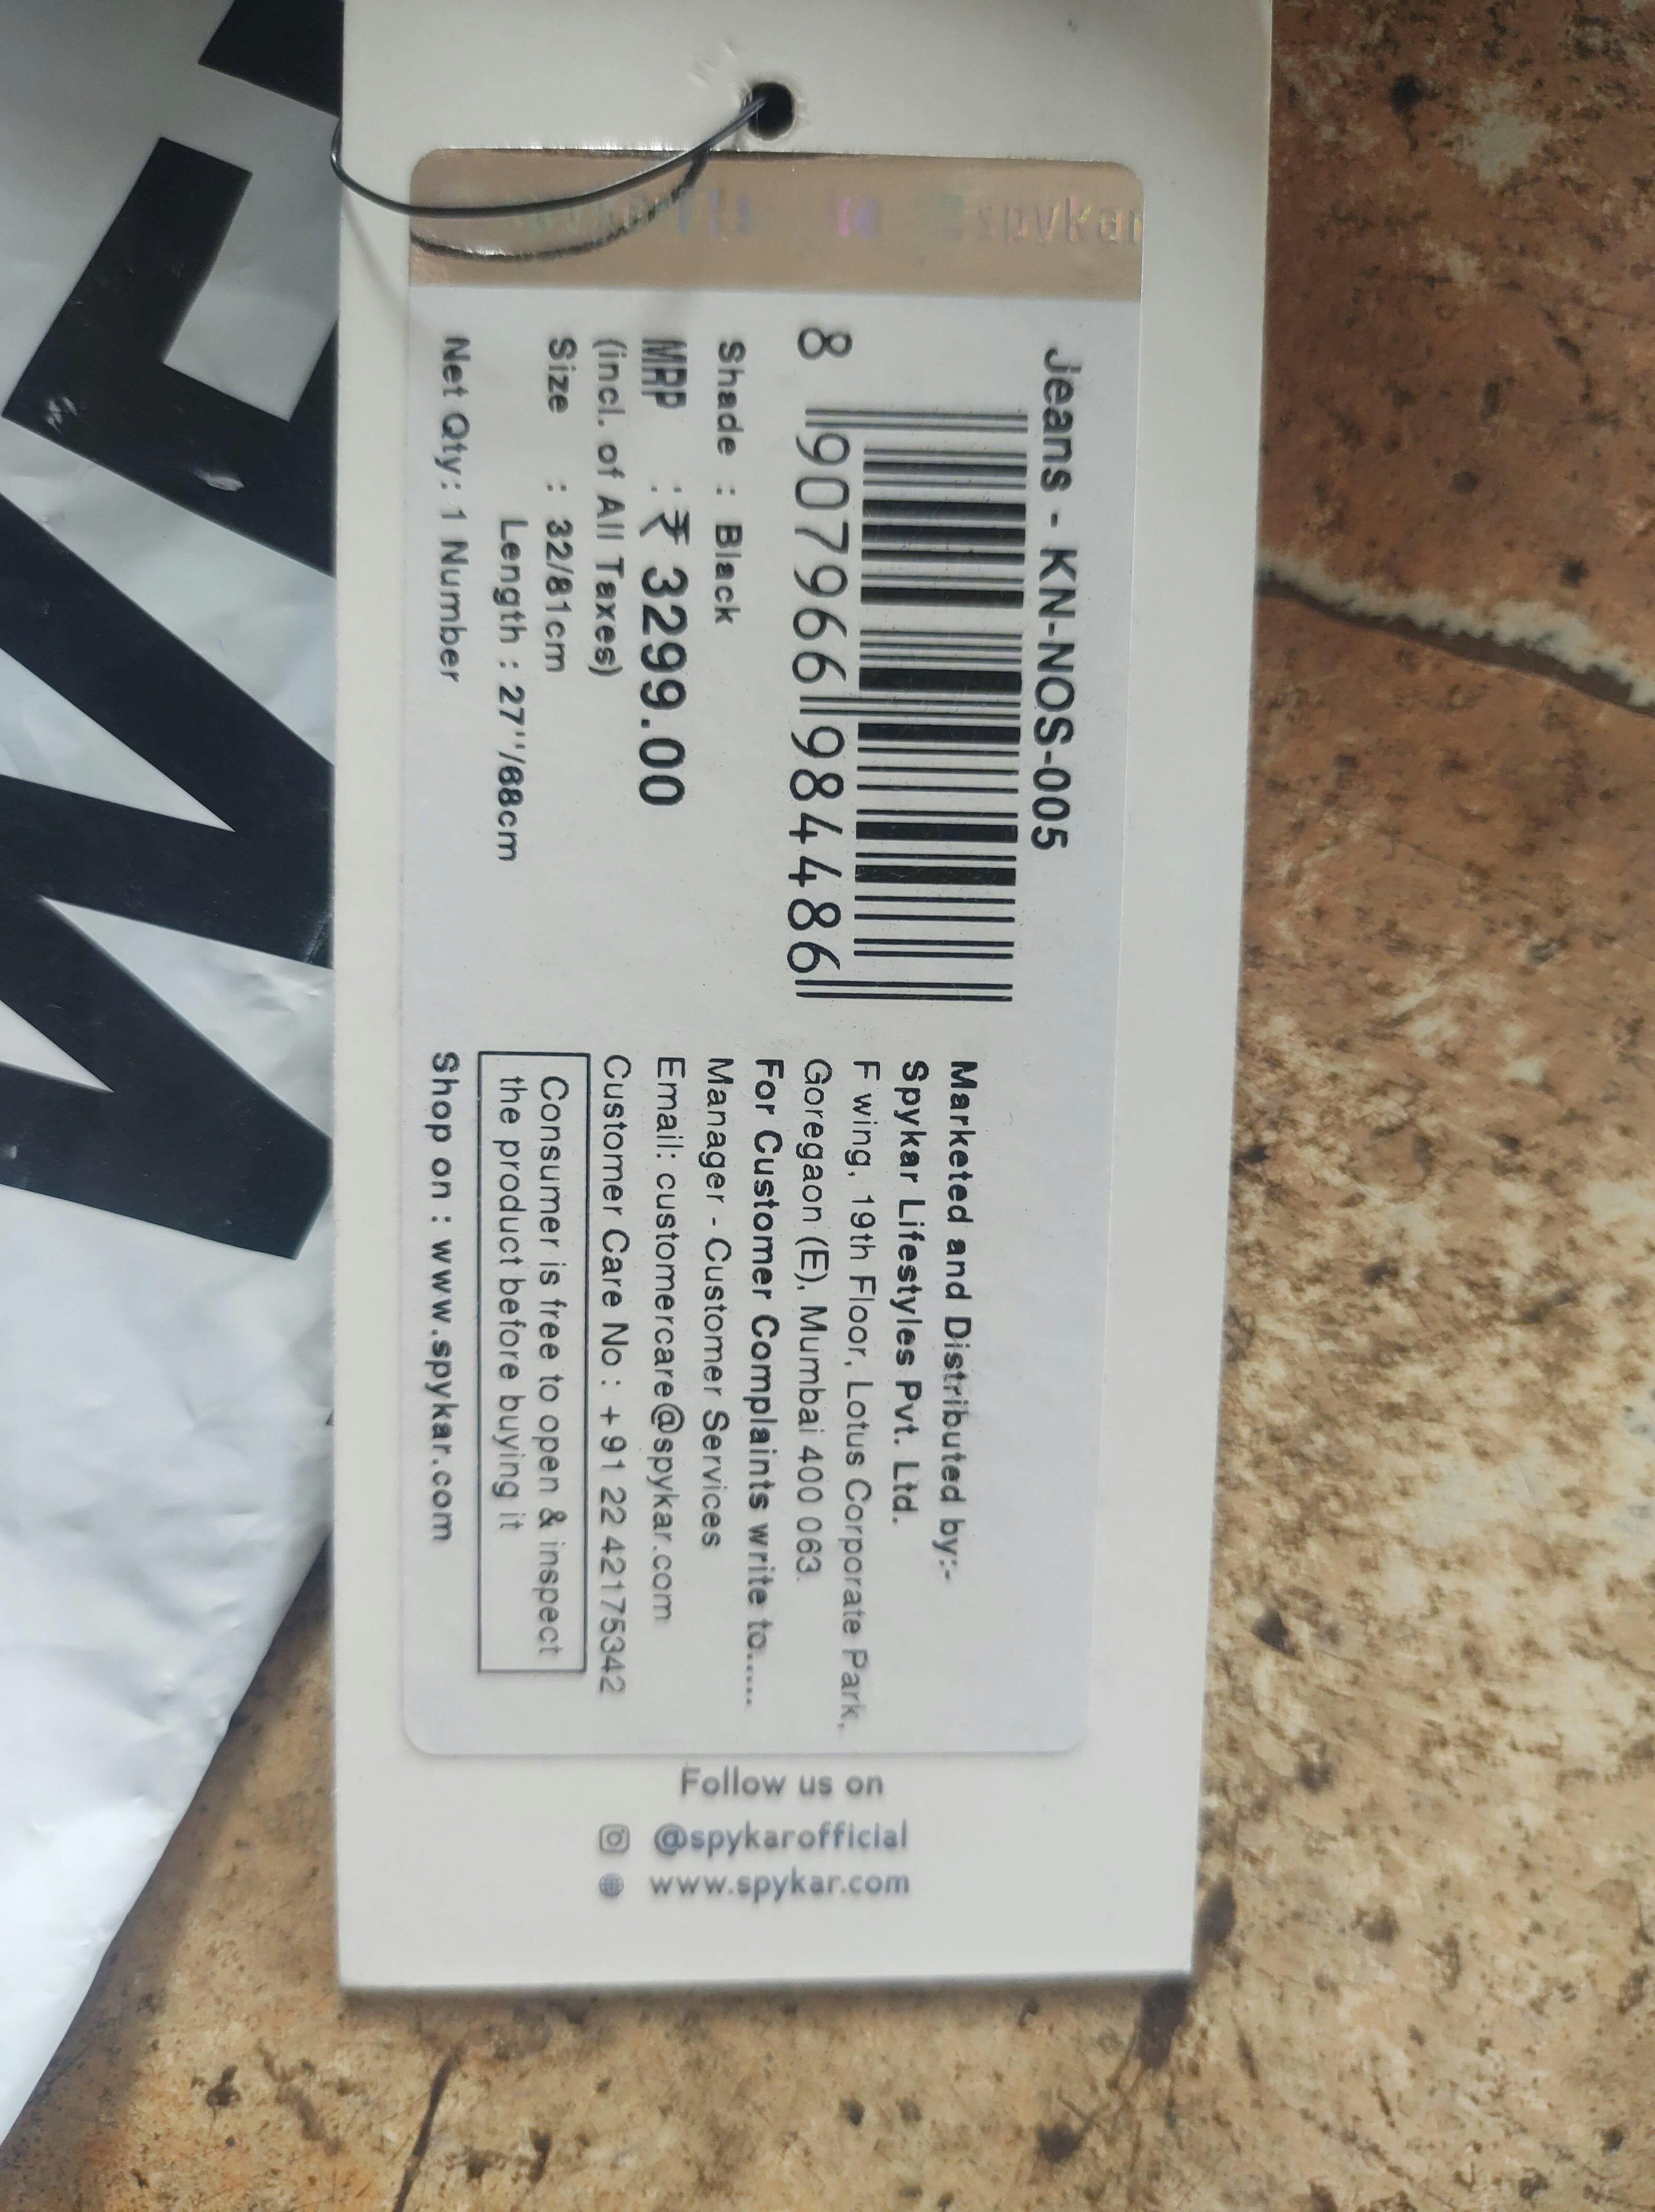 spykar
Jeans - KN-NOS-005
8 907966 984486
Shade : Black
MRP : ₹ 3299.00
(incl. of All Taxes)
Size : 32/81cm
Length : 27"/68cm
Net Qty: 1 Number
Marketed and Distributed by:-
Spykar Lifestyles Pvt. Ltd.
F wing, 19th Floor, Lotus Corporate Park,
Goregaon (E), Mumbai 400 063.
For Customer Complaints write to.....
Manager - Customer Services
Email: customercare@spykar.com
Customer Care No : +91 22 42175342
Consumer is free to open & inspect
the product before buying it
Shop on : www.spykar.com
Follow us on
@spykarofficial
www.spykar.com